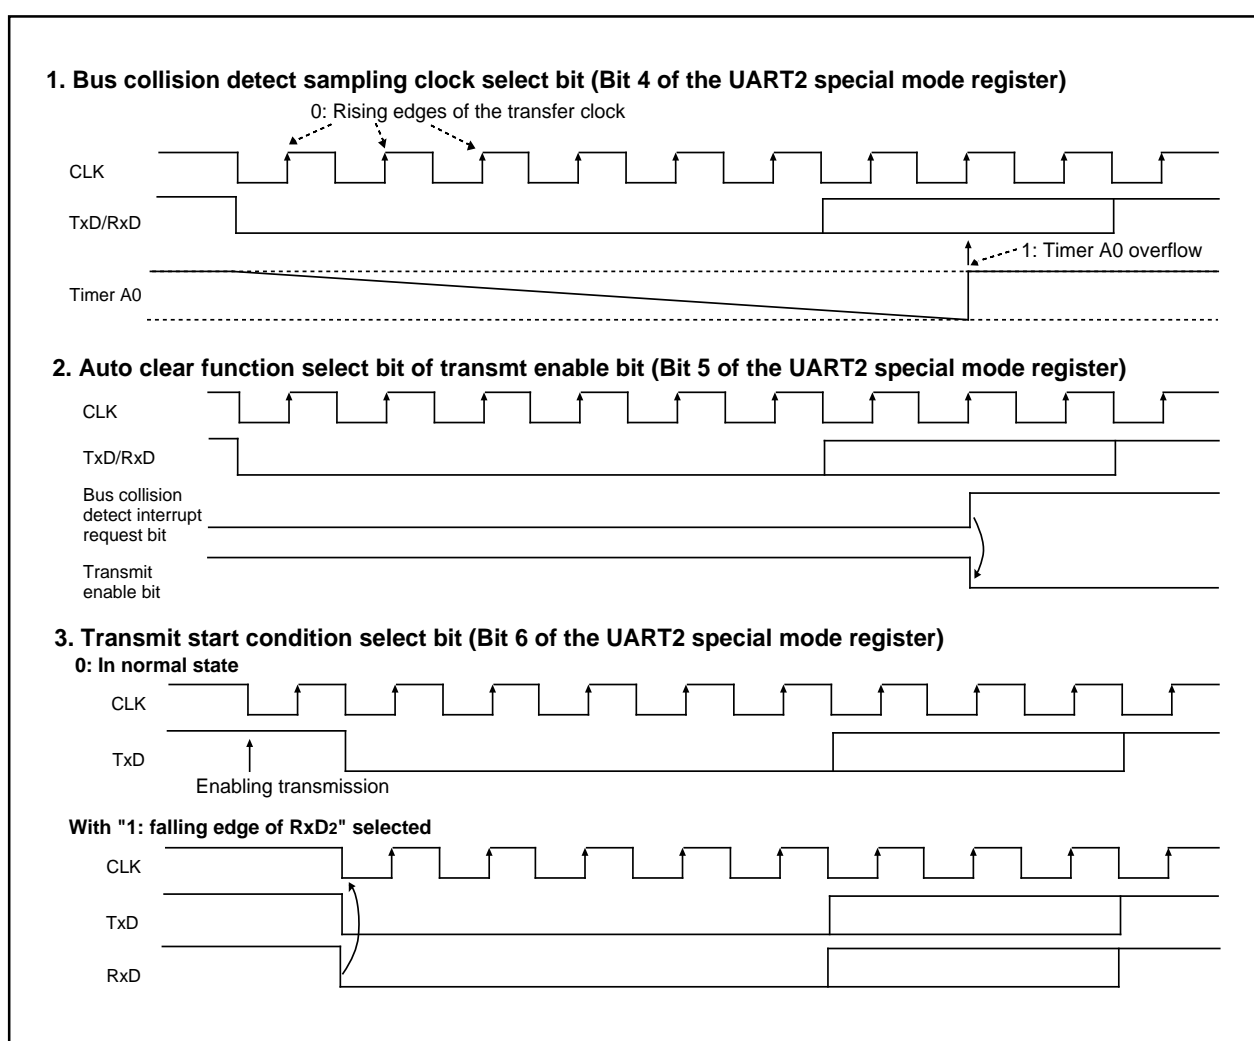 1. Bus collision detect sampling clock select bit (Bit 4 of the UART2 special mode register)
0: Rising edges of the transfer clock
CLK
TxD/RxD
1: Timer A0 overflow
Timer A0
2. Auto clear function select bit of transmt enable bit (Bit 5 of the UART2 special mode register)
CLK
TxD/RxD
Bus collision
detect interrupt
request bit
Transmit
enable bit
3. Transmit start condition select bit (Bit 6 of the UART2 special mode register)
0: In normal state
CLK
TxD
Enabling transmission
With "1: falling edge of RxD2" selected
CLK
TxD
RxD